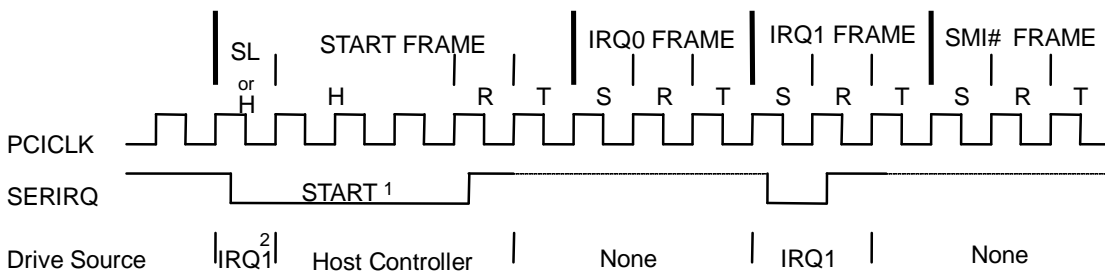 SL or H START FRAME IRQ0 FRAME IRQ1 FRAME SMI# FRAME
H R T S R T S R T S R T
PCICLK
SERIRQ START 1
Drive Source IRQ1 2 Host Controller None IRQ1 None